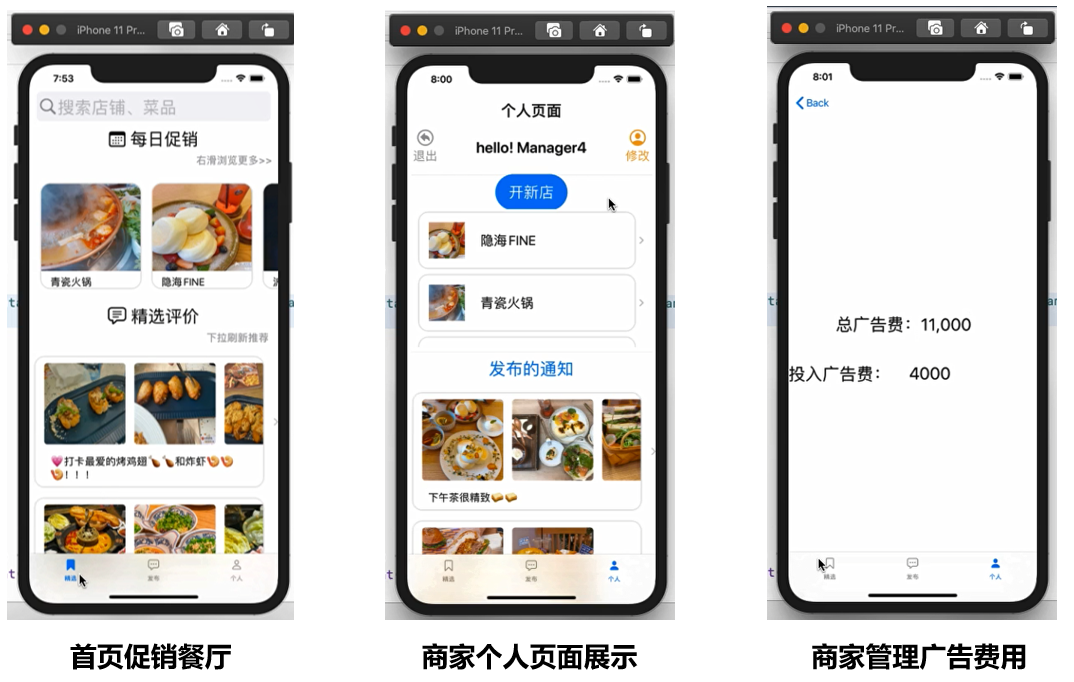 iPhone 11 Pr...
7:53
搜索店铺、菜品
每日促销
右滑浏览更多>>
青瓷火锅
隐海FINE
精选评价
下拉刷新推荐
💗打卡最爱的烤鸡翅🍗🍗和炸虾🍤🍤
🍤！！！
精选
发布
个人
首页促销餐厅
iPhone 11 Pr...
8:00
个人页面
退出
hello! Manager4
修改
开新店
隐海FINE
青瓷火锅
发布的通知
下午茶很精致🥪🥪
精选
发布
个人
商家个人页面展示
iPhone 11 Pr...
8:01
Back
总广告费：11,000
投入广告费： 4000
精选
发布
个人
商家管理广告费用